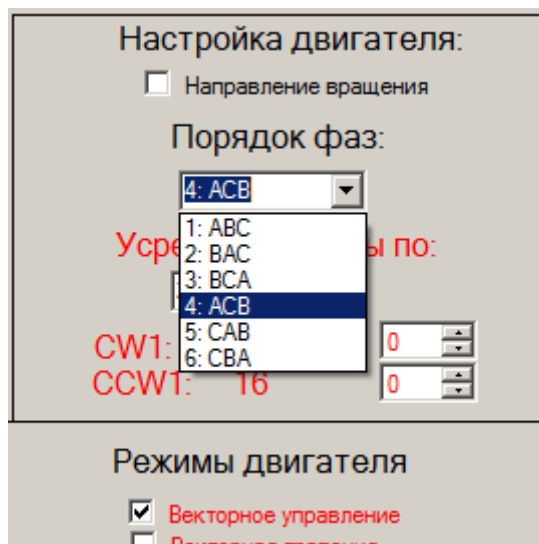 Настройка двигателя:
Направление вращения
Порядок фаз:
4: ACB
1: ABC
2: BAC
3: BCA
4: ACB
5: CAB
6: CBA
по:
CW1: 0
CCW1: 16 0
Режимы двигателя
Векторное управление